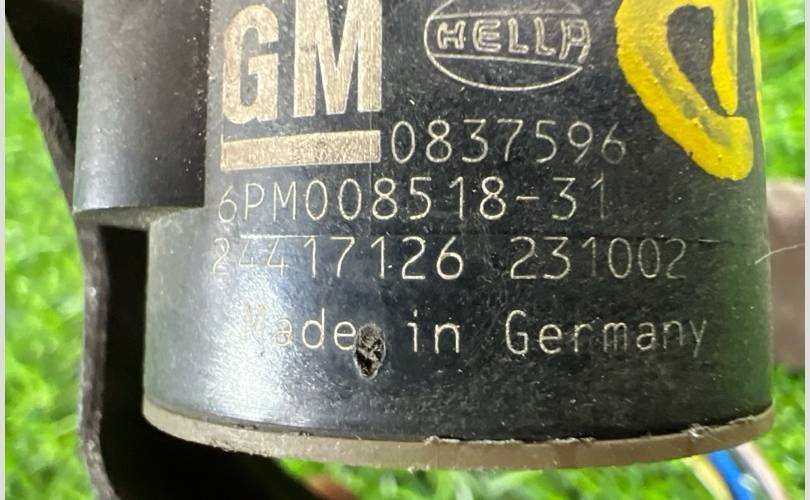 GM HELLA
0837596
6PM008518-31
24417126 231002
Made in Germany